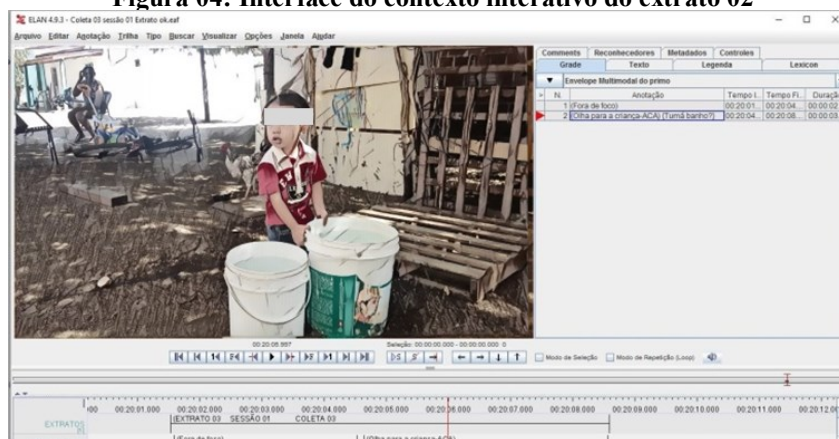 Figura 04: Interface do contexto interativo do extrato 02
ELAN 4.9.3 - Coleta 03 sessão 01 Extrato ok.eaf
Arquivo Editar Anotação Trilha Tipo Buscar Visualizar Opções Janela Ajudar
Comments Reconhecedores Metadados Controles
Grade Texto Legenda Lexicon
Envelope Multimodal do primo
> N. Anotação Tempo I... Tempo Fi... Duração
1 (Fora de foco) 00:20:01... 00:20:04... 00:00:02
2 (Olha para a criança-ACA) (Tumã banho?) 00:20:04... 00:20:08... 00:00:03
Seleção: 00:00:00.000 - 00:00:00.000 0
Modo de Seleção Modo de Repetição (Loop)
00:20:01.000 00:20:02.000 00:20:03.000 00:20:04.000 00:20:05.000 00:20:06.000 00:20:07.000 00:20:08.000 00:20:09.000 00:20:10.000 00:20:11.000 00:20:12.0
EXTRATOS
(EXTRATO 03 SESSÃO 01 COLETA 03
(Fora de foco) (Olha para a criança-ACA)